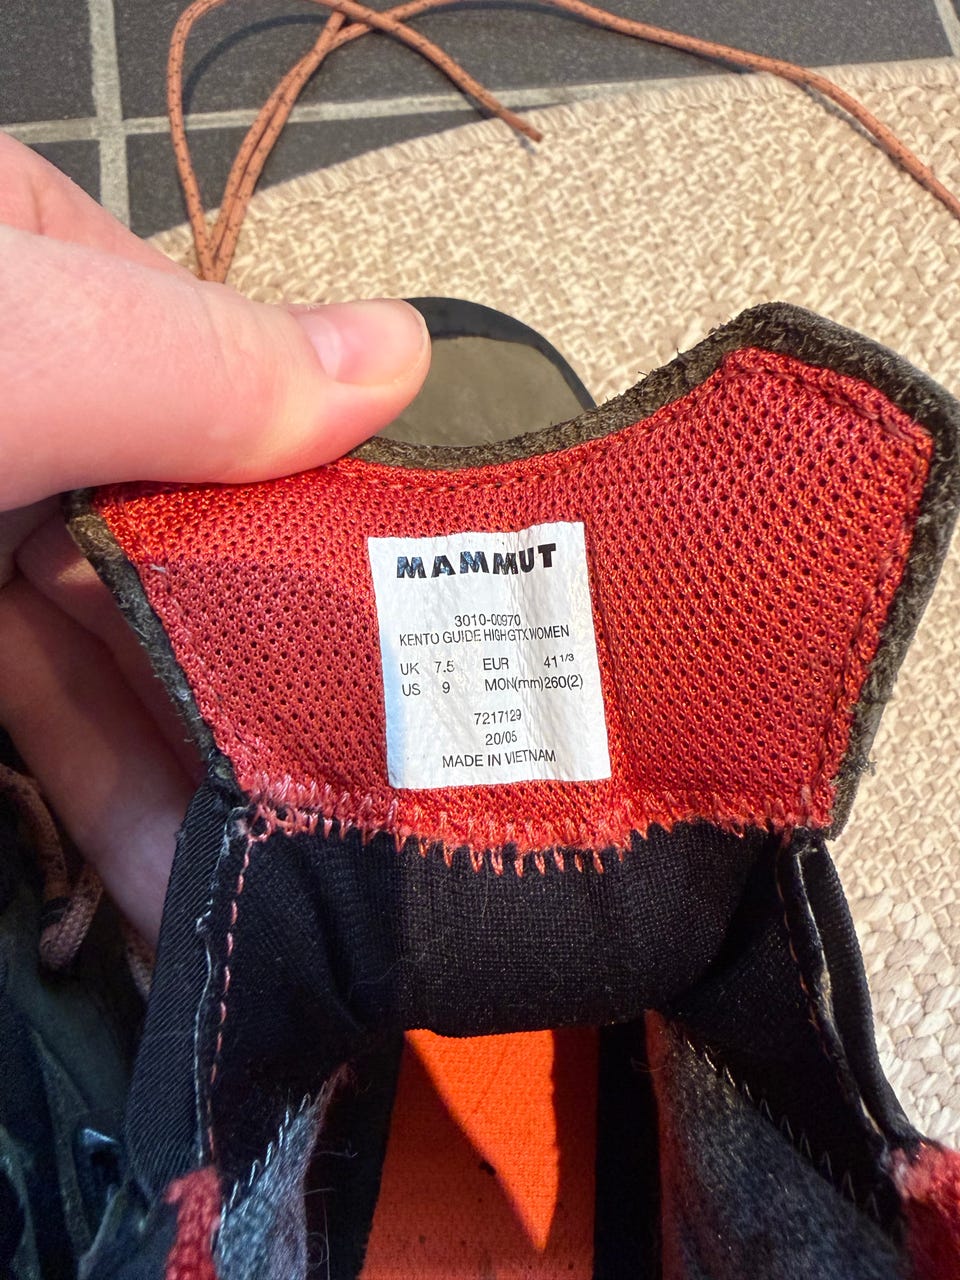 MAMMUT
3010-00970
KENTO GUIDE HIGH GTX WOMEN
UK 7.5 EUR 41 1/3
US 9 MON(mm)260(2)
7217129
20/05
MADE IN VIETNAM